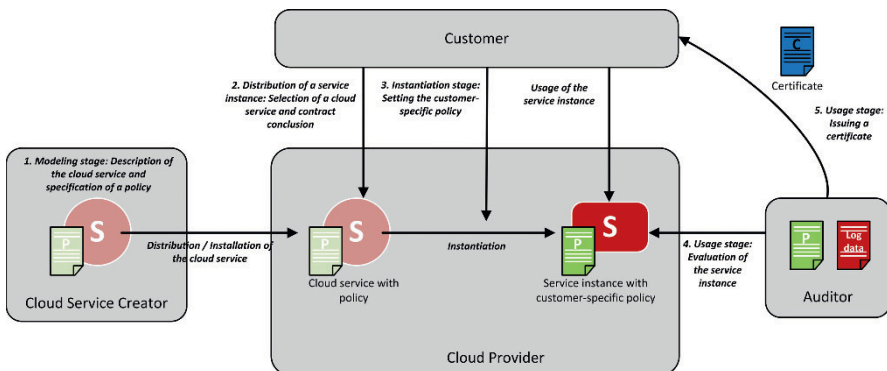 Customer
C
Certificate
2. Distribution of a service
instance: Selection of a cloud
service and contract
conclusion
3. Instantiation stage:
Setting the customer-
specific policy
Usage of the
service instance
5. Usage stage:
Issuing a
certificate
1. Modeling stage: Description of
the cloud service and
specification of a policy
P
S
Cloud Service Creator
Distribution / Installation of
the cloud service
P
S
Cloud service with
policy
Instantiation
P
S
Service instance with
customer-specific policy
Cloud Provider
4. Usage stage:
Evaluation of
the service
instance
P
Log
data
Auditor